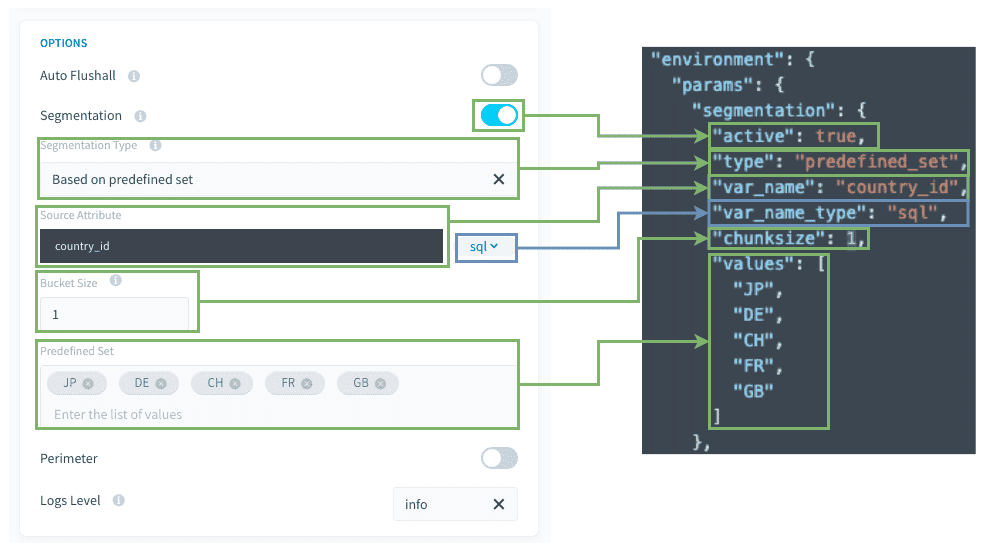 OPTIONS
Auto Flushall
Segmentation
Segmentation Type
Based on predefined set
Source Attribute
country_id
sql
Bucket Size
1
Predefined Set
JP DE CH FR GB
Enter the list of values
Perimeter
Logs Level
info
"environment": {
"params": {
"segmentation": {
"active": true,
"type": "predefined_set",
"var_name": "country_id",
"var_name_type": "sql",
"chunksize": 1,
"values": [
"JP",
"DE",
"CH",
"FR",
"GB"
]
},